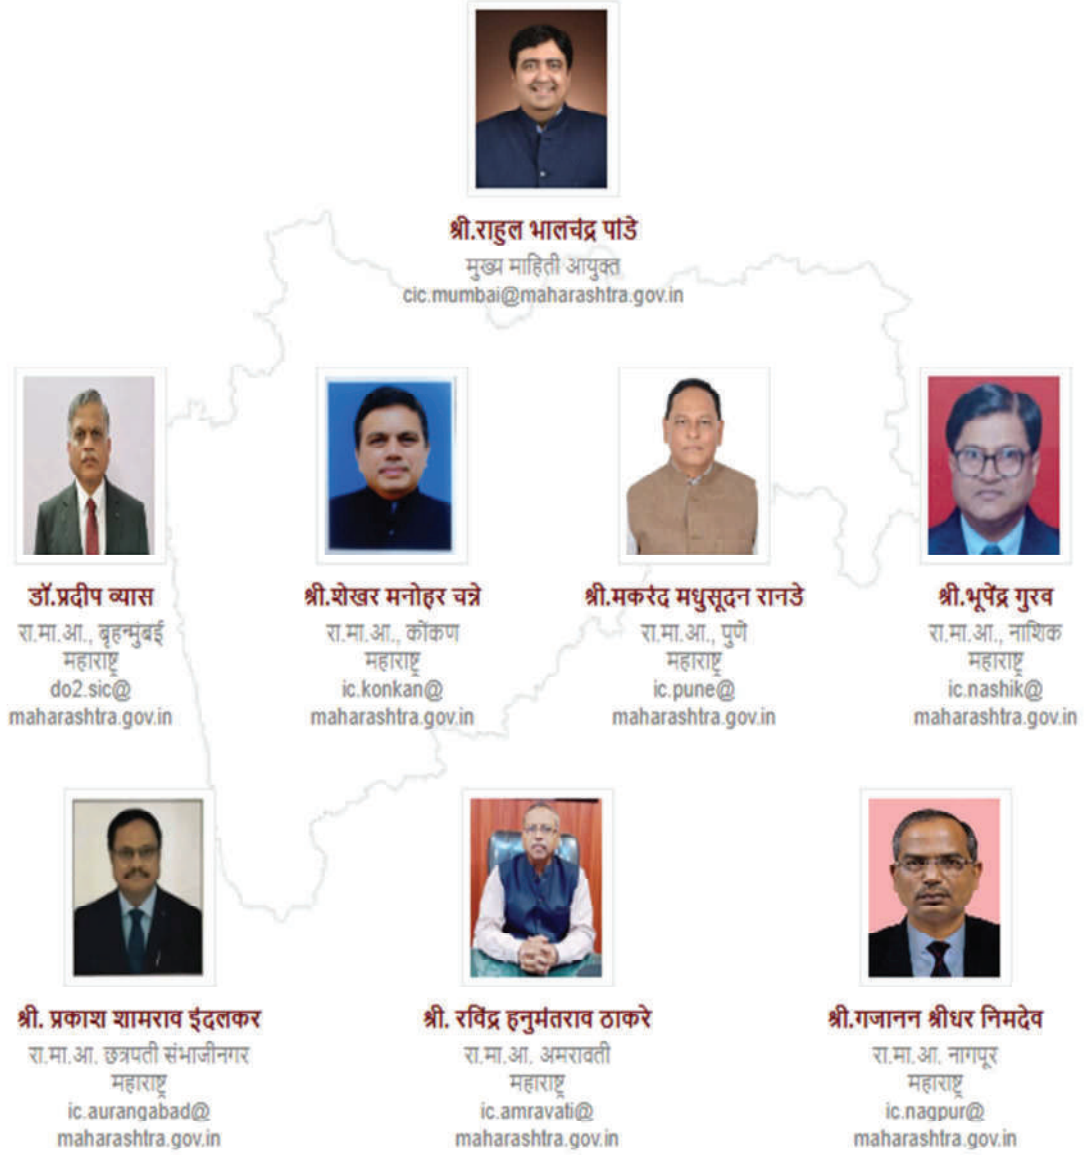 श्री.राहुल भालचंद्र पांडे
मुख्य माहिती आयुक्त
cic.mumbai@maharashtra.gov.in
डॉ.प्रदीप व्यास
रा.मा.आ., बृहन्मुंबई
महाराष्ट्र
do2.sic@
maharashtra.gov.in
श्री.शेखर मनोहर चन्ने
रा.मा.आ., कोंकण
महाराष्ट्र
ic.konkan@
maharashtra.gov.in
श्री.मकरंद मधुसूदन रानडे
रा.मा.आ., पुणे
महाराष्ट्र
ic.pune@
maharashtra.gov.in
श्री.भूपेंद्र गुरव
रा.मा.आ., नाशिक
महाराष्ट्र
ic.nashik@
maharashtra.gov.in
श्री. प्रकाश शामराव इंदलकर
रा.मा.आ. छत्रपती संभाजीनगर
महाराष्ट्र
ic.aurangabad@
maharashtra.gov.in
श्री. रविंद्र हनुमंतराव ठाकरे
रा.मा.आ. अमरावती
महाराष्ट्र
ic.amravati@
maharashtra.gov.in
श्री.गजानन श्रीधर निमदेव
रा.मा.आ. नागपूर
महाराष्ट्र
ic.nagpur@
maharashtra.gov.in